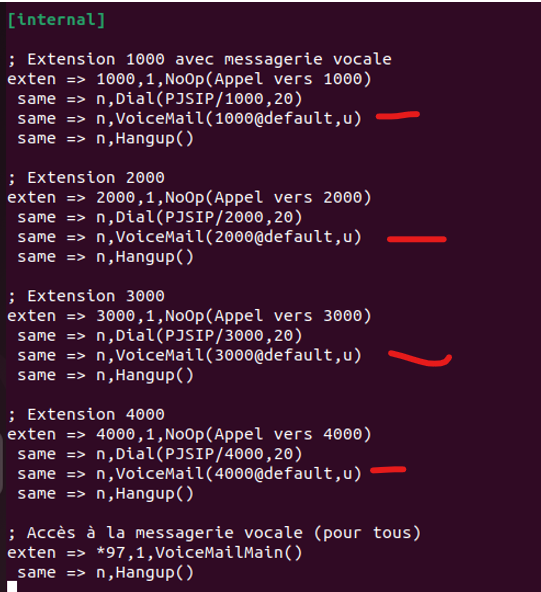 [internal]
; Extension 1000 avec messagerie vocale
exten => 1000,1,NoOp(Appel vers 1000)
same => n,Dial(PJSIP/1000,20)
same => n,VoiceMail(1000@default,u)
same => n,Hangup()
; Extension 2000
exten => 2000,1,NoOp(Appel vers 2000)
same => n,Dial(PJSIP/2000,20)
same => n,VoiceMail(2000@default,u)
same => n,Hangup()
; Extension 3000
exten => 3000,1,NoOp(Appel vers 3000)
same => n,Dial(PJSIP/3000,20)
same => n,VoiceMail(3000@default,u)
same => n,Hangup()
; Extension 4000
exten => 4000,1,NoOp(Appel vers 4000)
same => n,Dial(PJSIP/4000,20)
same => n,VoiceMail(4000@default,u)
same => n,Hangup()
; Accès à la messagerie vocale (pour tous)
exten => *97,1,VoiceMailMain()
same => n,Hangup()